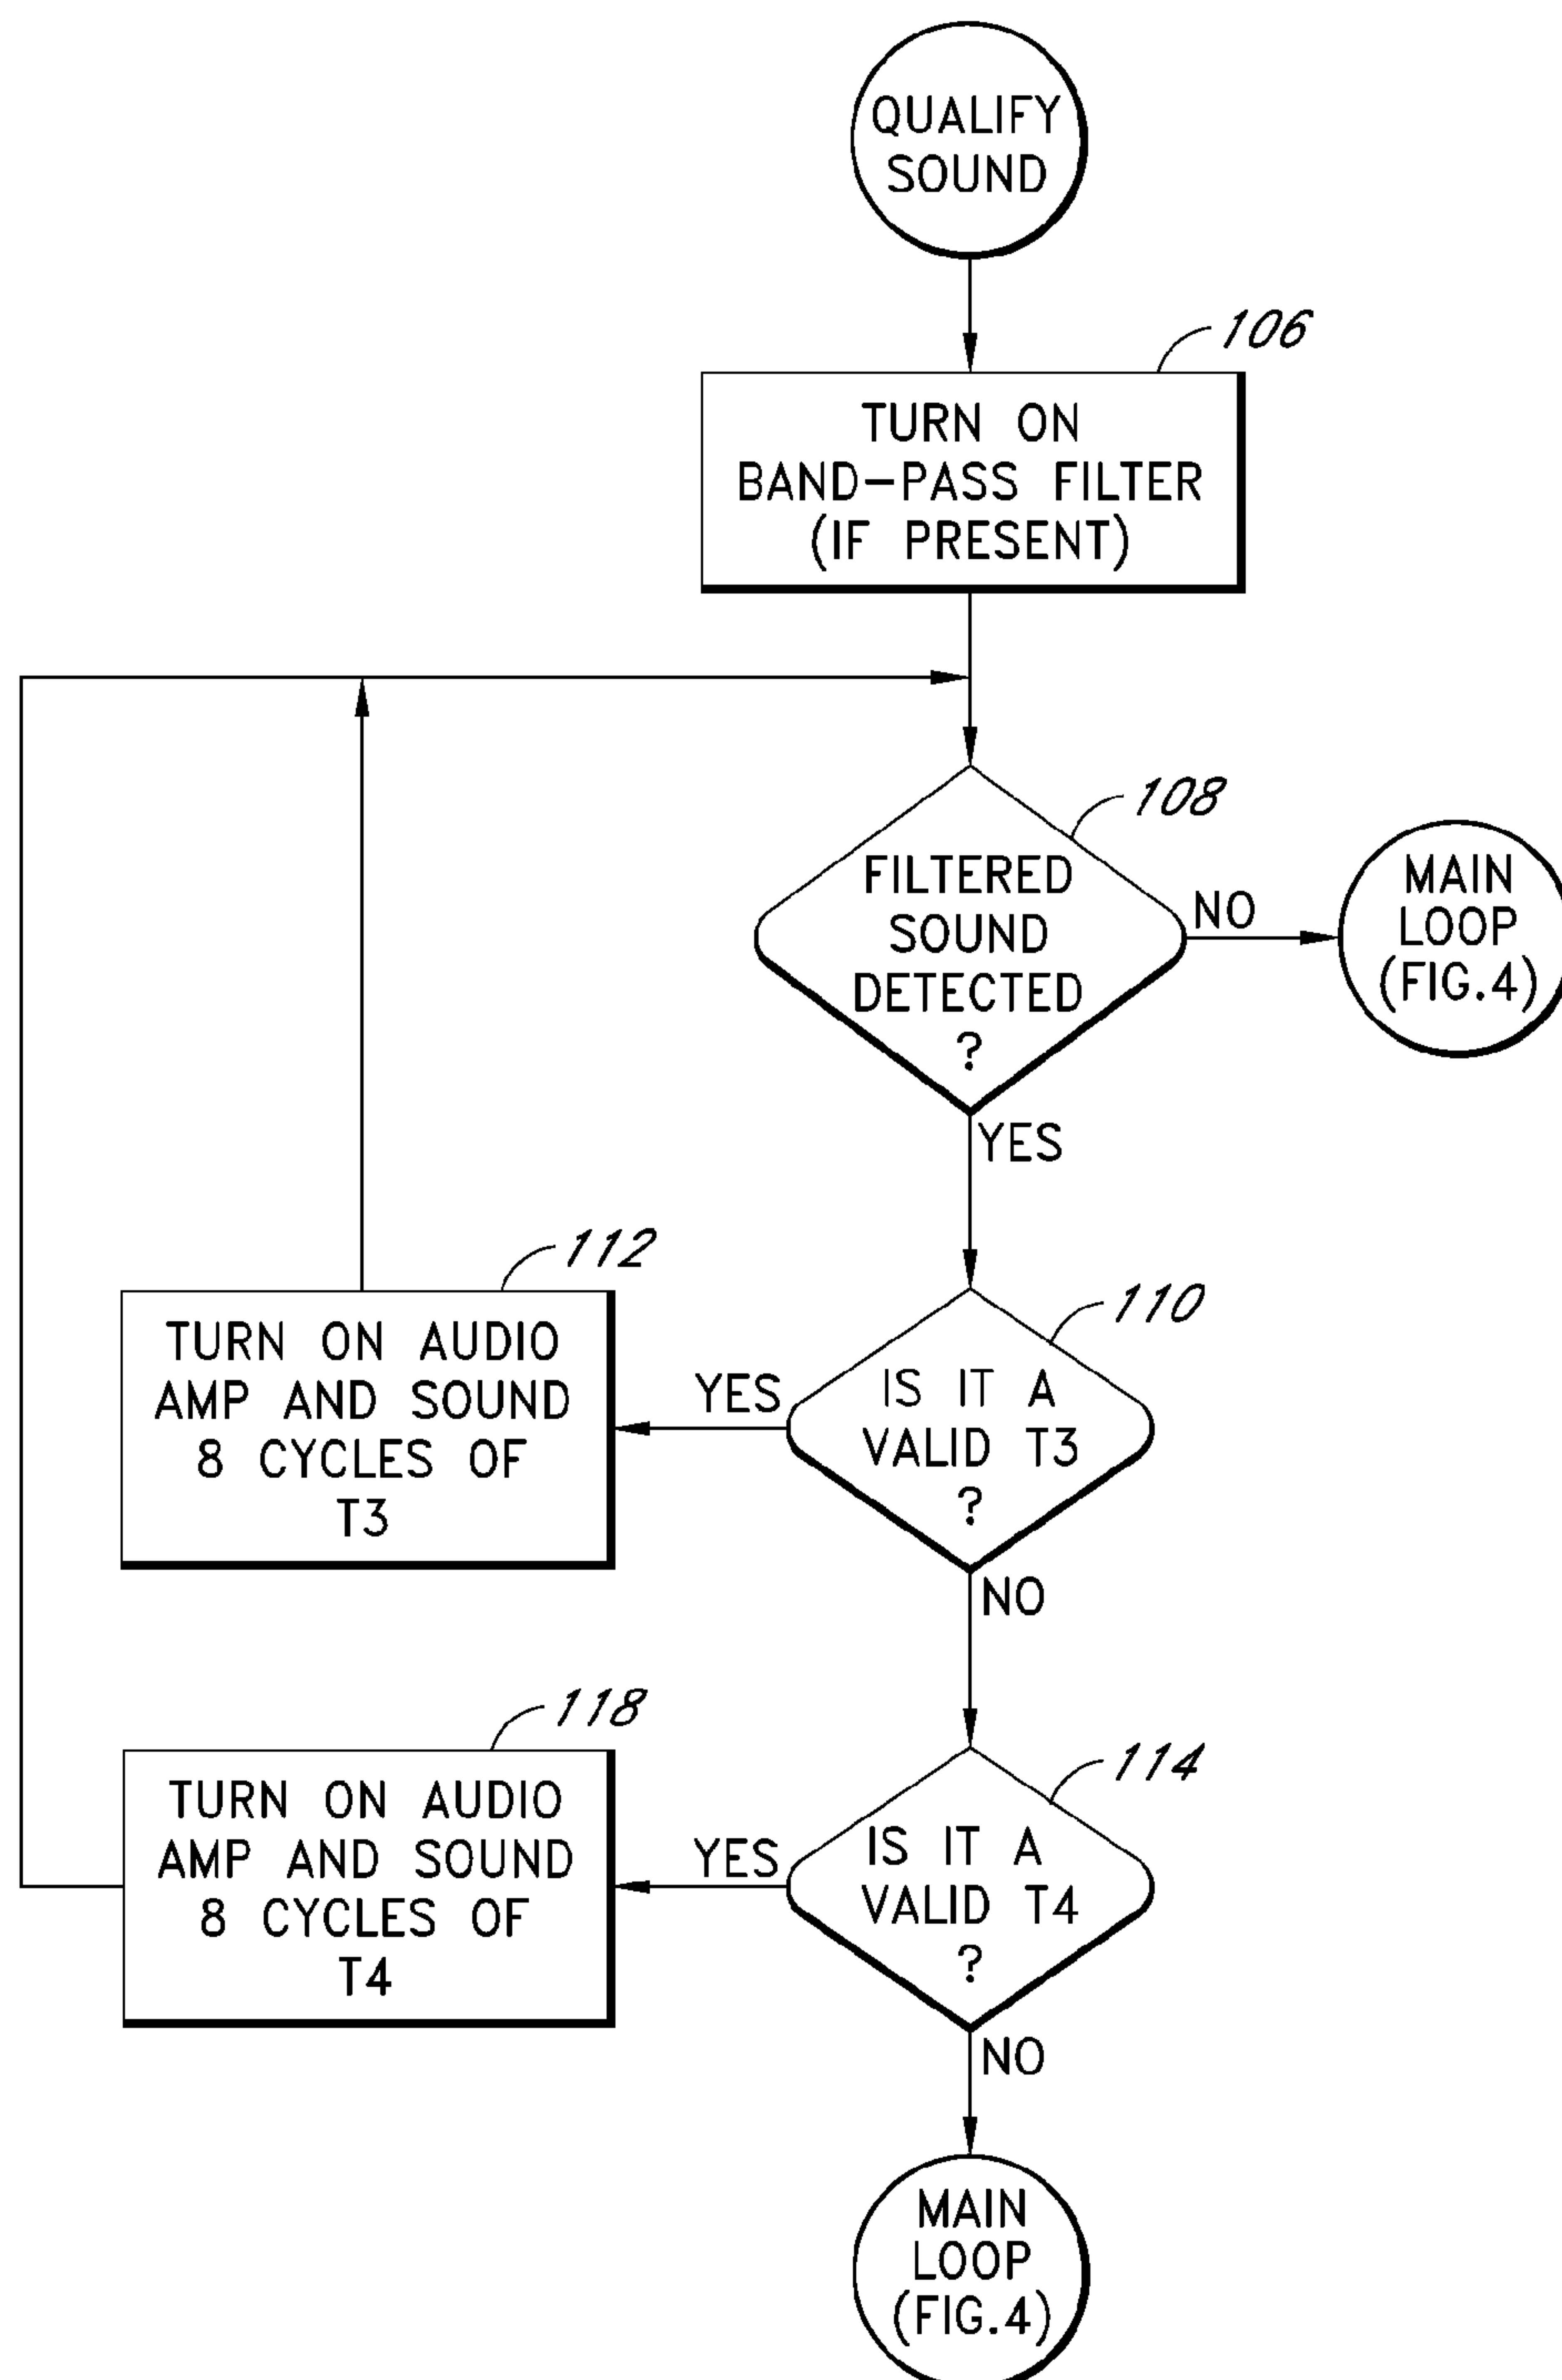 QUALIFY
SOUND
106
TURN ON
BAND-PASS FILTER
(IF PRESENT)
108
FILTERED
SOUND
DETECTED
?
NO
MAIN
LOOP
(FIG.4)
YES
112
TURN ON AUDIO
AMP AND SOUND
8 CYCLES OF
T3
YES
110
IS IT A
VALID T3
?
NO
118
TURN ON AUDIO
AMP AND SOUND
8 CYCLES OF
T4
YES
114
IS IT A
VALID T4
?
NO
MAIN
LOOP
(FIG.4)